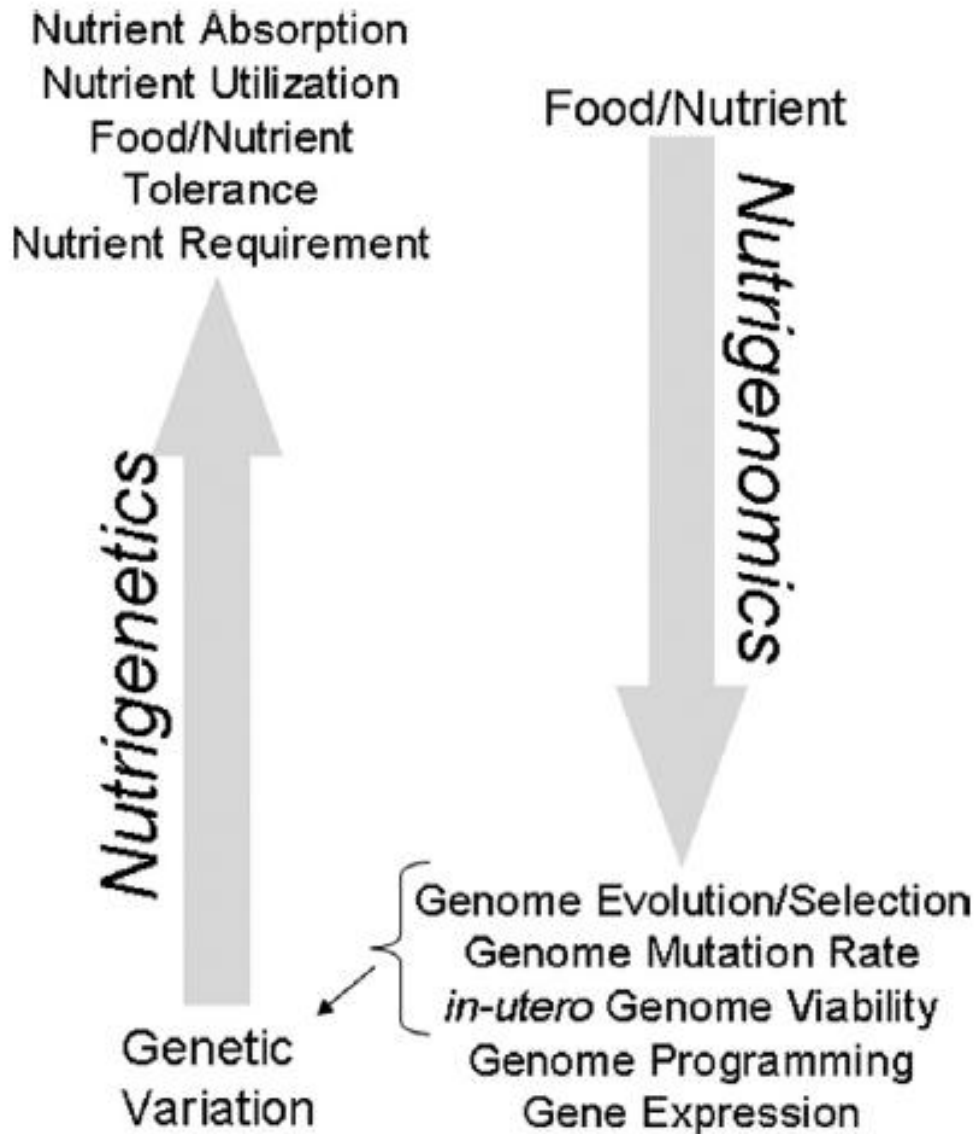 Nutrient Absorption
Nutrient Utilization
Food/Nutrient
Tolerance
Nutrient Requirement
Nutrigenetics
Genetic
Variation
Food/Nutrient
Nutrigenomics
Genome Evolution/Selection
Genome Mutation Rate
in-utero Genome Viability
Genome Programming
Gene Expression